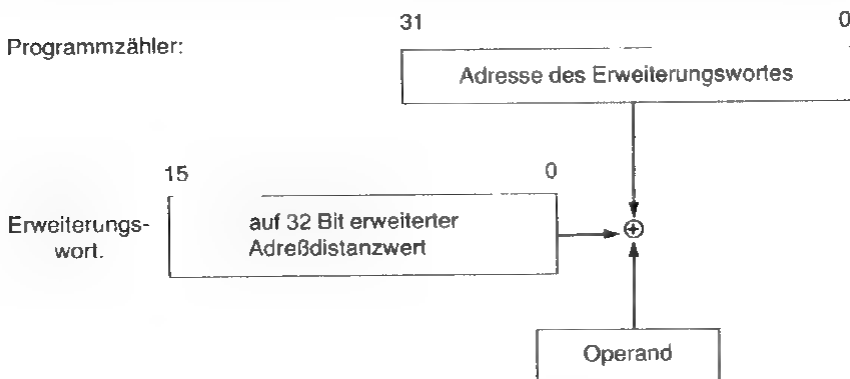 31 0
Programmzähler:
Adresse des Erweiterungswortes
15 0
Erweiterungs-
wort.
auf 32 Bit erweiterter
Adreßdistanzwert
Operand